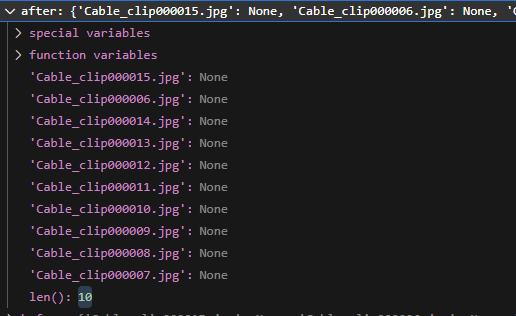 after: {'Cable_clip000015.jpg': None, 'Cable_clip000006.jpg': None, 'C
special variables
function variables
'Cable_clip000015.jpg': None
'Cable_clip000006.jpg': None
'Cable_clip000014.jpg': None
'Cable_clip000013.jpg': None
'Cable_clip000012.jpg': None
'Cable_clip000011.jpg': None
'Cable_clip000010.jpg': None
'Cable_clip000009.jpg': None
'Cable_clip000008.jpg': None
'Cable_clip000007.jpg': None
len(): 10